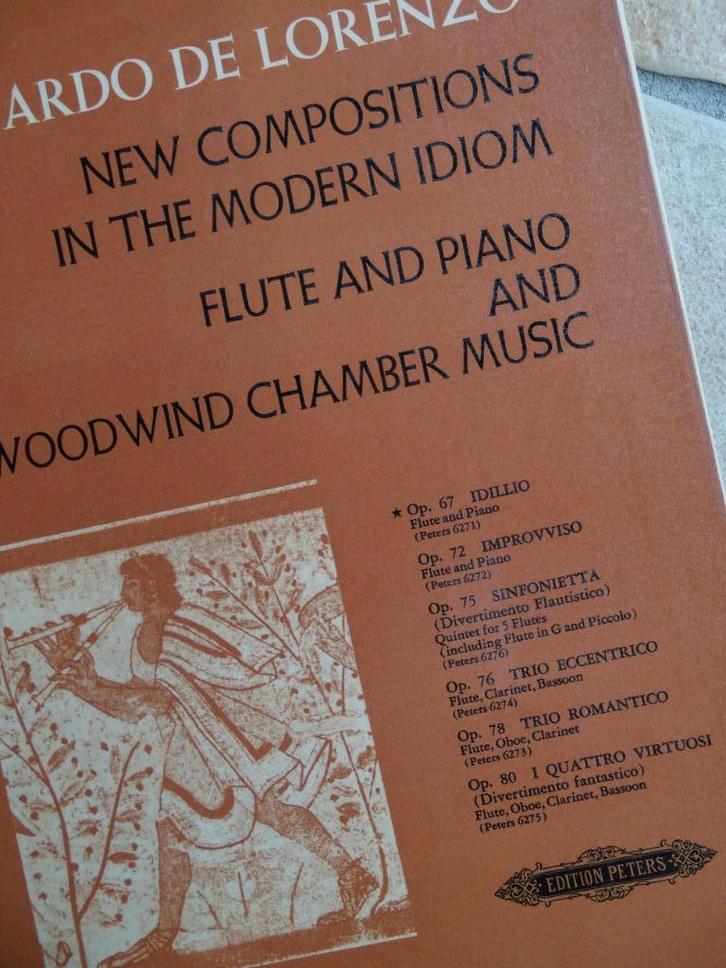 ARDO DE LORENZO
NEW COMPOSITIONS
IN THE MODERN IDIOM
FLUTE AND PIANO
AND
WOODWIND CHAMBER MUSIC
★ Op. 67 IDILLIO
Flute and Piano
(Peters 6271)
Op. 72 IMPROVVISO
Flute and Piano
(Peters 6272)
Op. 75 SINFONIETTA
(Divertimento Flautistico)
Quintet for 5 Flutes
(including Flute in G and Piccolo)
(Peters 6276)
Op. 76 TRIO ECCENTRICO
Flute, Clarinet, Bassoon
(Peters 6274)
Op. 78 TRIO ROMANTICO
Flute, Oboe, Clarinet
(Peters 6273)
Op. 80 I QUATTRO VIRTUOSI
(Divertimento fantastico)
Flute, Oboe, Clarinet, Bassoon
(Peters 6275)
EDITION PETERS